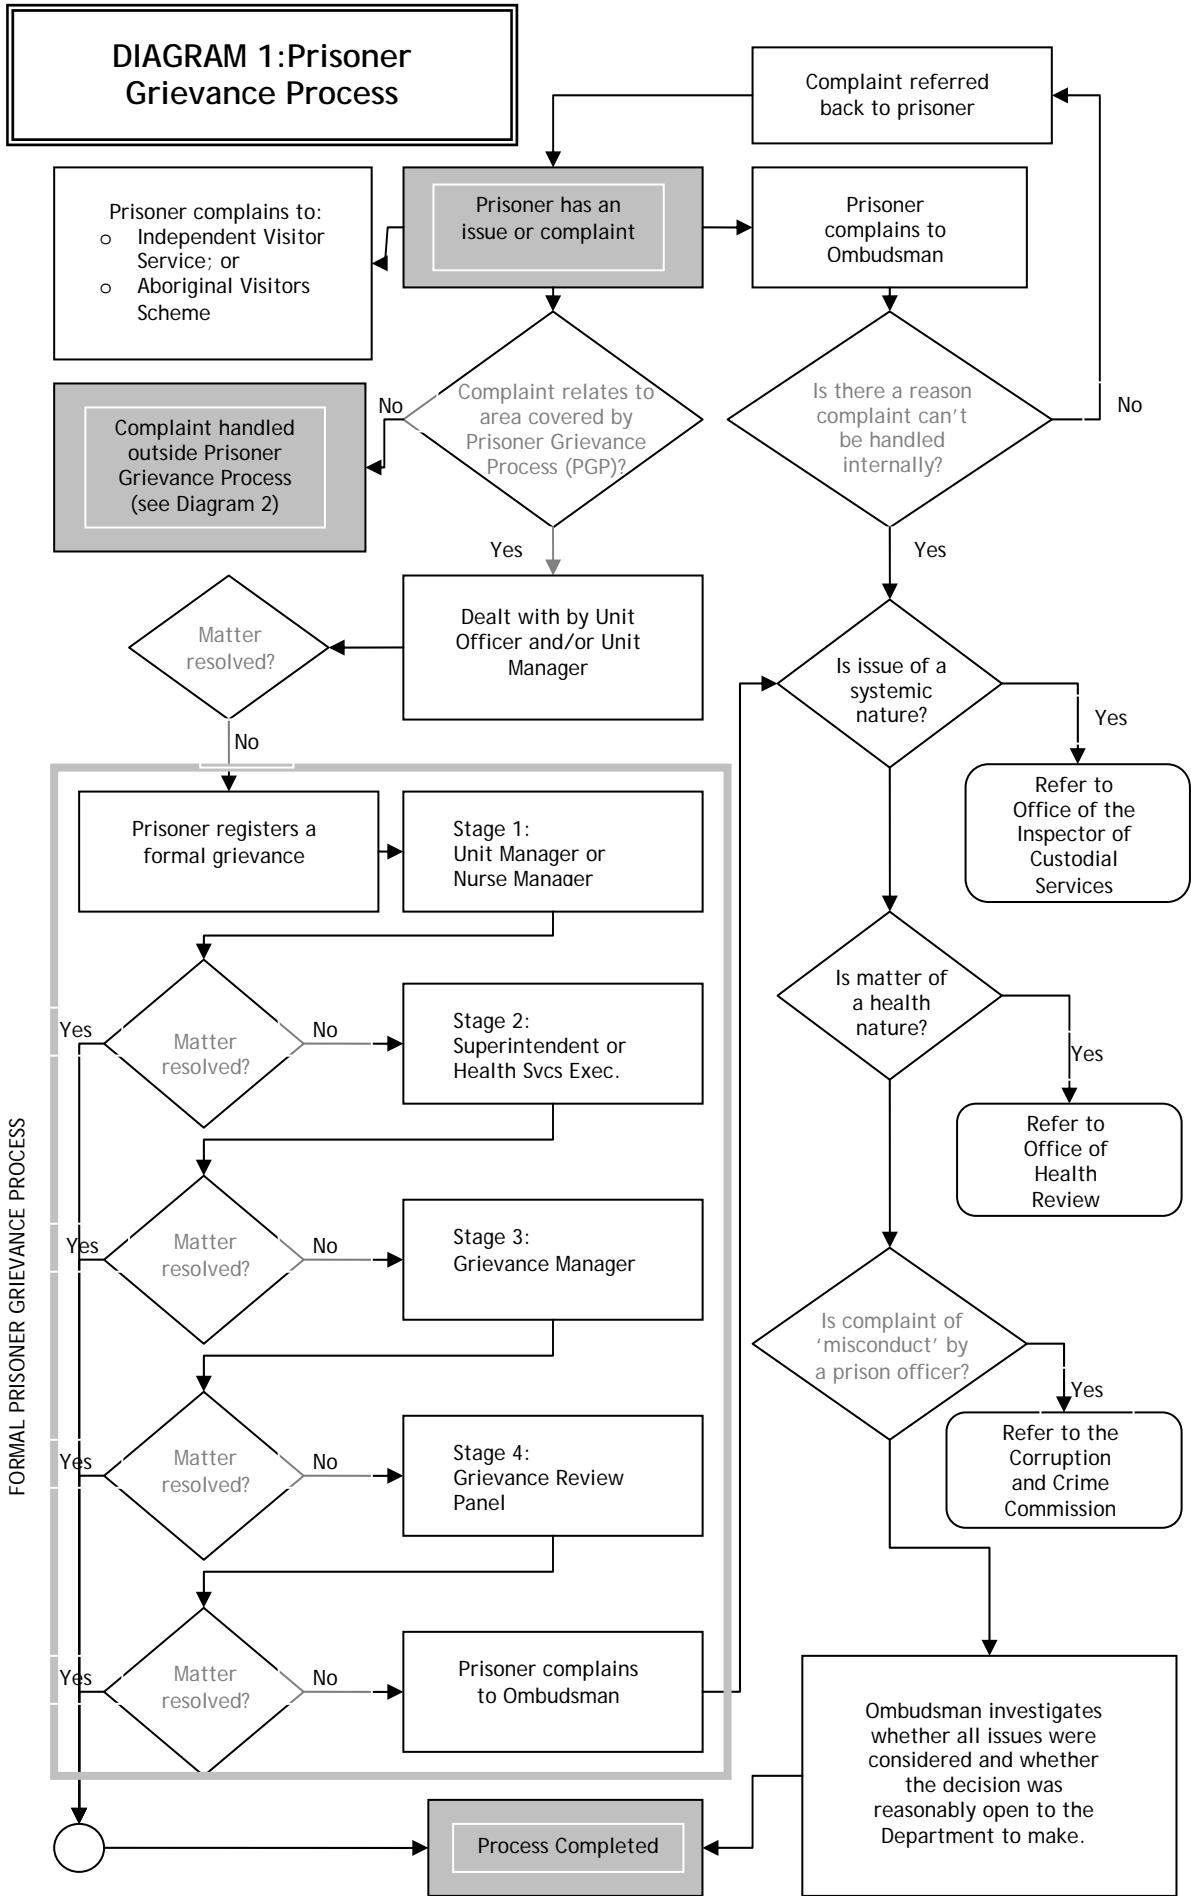 DIAGRAM 1:Prisoner
Grievance Process
Complaint referred
back to prisoner
Prisoner complains to:
o Independent Visitor
Service; or
o Aboriginal Visitors
Scheme
Prisoner has an
issue or complaint
Prisoner
complains to
Ombudsman
Complaint handled
outside Prisoner
Grievance Process
(see Diagram 2)
No
Complaint relates to
area covered by
Prisoner Grievance
Process (PGP)?
Is there a reason
complaint can't
be handled
internally?
No
Yes
Yes
Matter
resolved?
Dealt with by Unit
Officer and/or Unit
Manager
Is issue of a
systemic
nature?
Yes
No
Refer to
Office of the
Inspector of
Custodial
Services
FORMAL PRISONER GRIEVANCE PROCESS
Prisoner registers a
formal grievance
Stage 1:
Unit Manager or
Nurse Manager
Is matter of
a health
nature?
Yes
Yes
Matter
resolved?
No
Stage 2:
Superintendent or
Health Svcs Exec.
Refer to
Office of
Health
Review
Yes
Matter
resolved?
No
Stage 3:
Grievance Manager
Is complaint of
‘misconduct’ by
a prison officer?
Yes
Yes
Matter
resolved?
No
Stage 4:
Grievance Review
Panel
Refer to the
Corruption
and Crime
Commission
Yes
Matter
resolved?
No
Prisoner complains
to Ombudsman
Ombudsman investigates
whether all issues were
considered and whether
the decision was
reasonably open to the
Department to make.
Process Completed